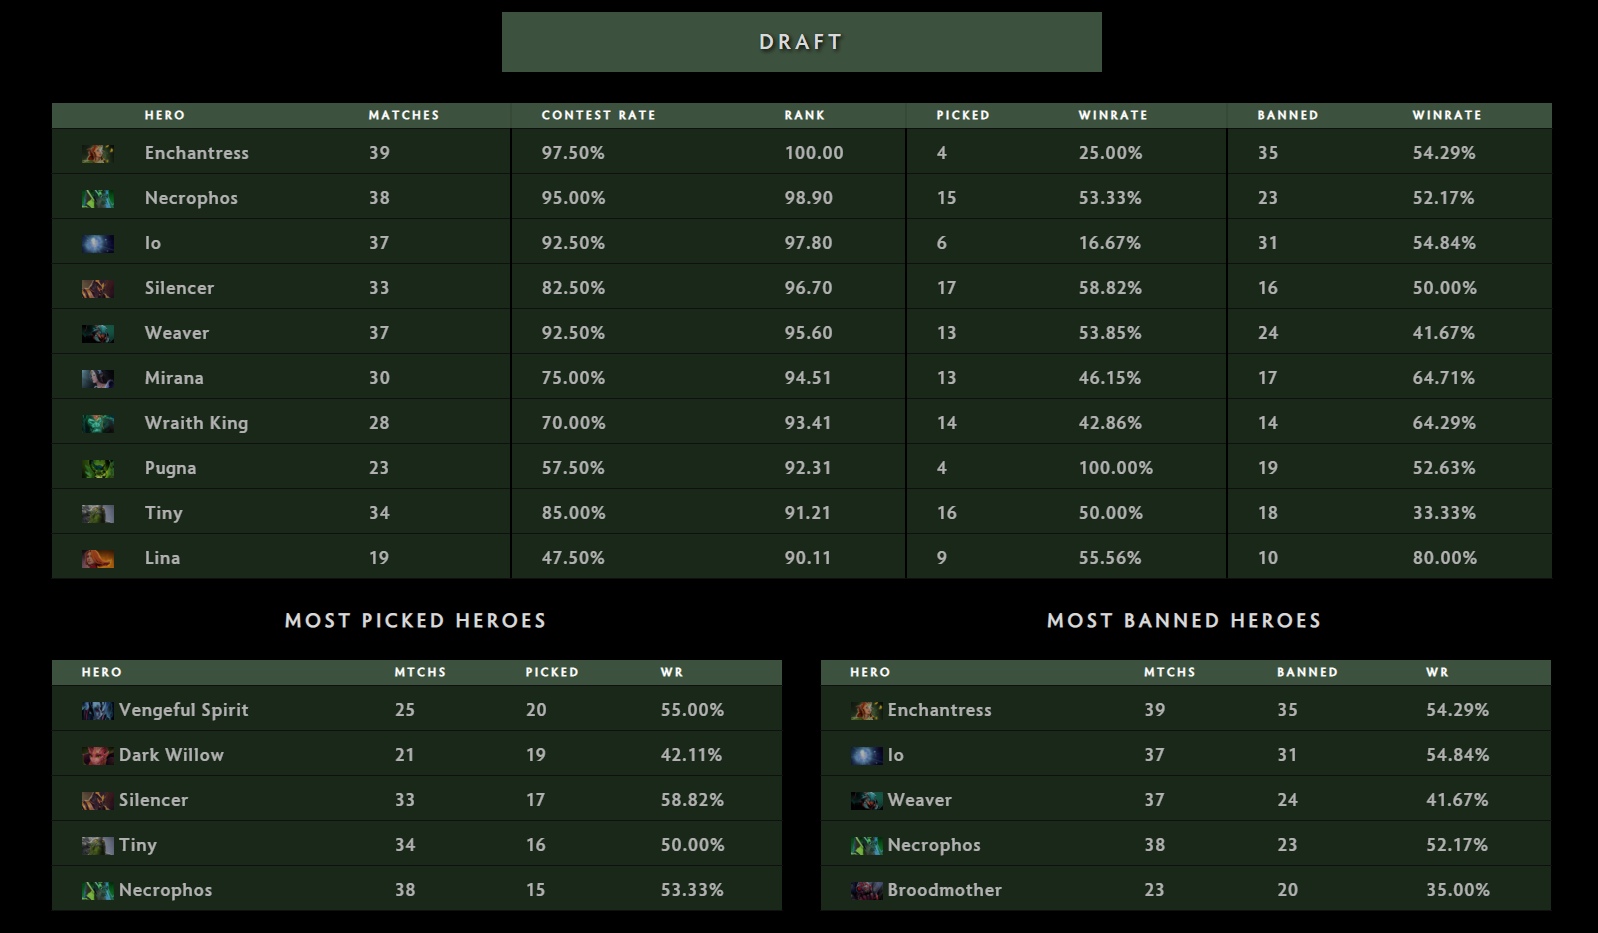 DRAFT
HERO MATCHES CONTEST RATE RANK PICKED WINRATE BANNED WINRATE
Enchantress 39 97.50% 100.00 4 25.00% 35 54.29%
Necrophos 38 95.00% 98.90 15 53.33% 23 52.17%
Io 37 92.50% 97.80 6 16.67% 31 54.84%
Silencer 33 82.50% 96.70 17 58.82% 16 50.00%
Weaver 37 92.50% 95.60 13 53.85% 24 41.67%
Mirana 30 75.00% 94.51 13 46.15% 17 64.71%
Wraith King 28 70.00% 93.41 14 42.86% 14 64.29%
Pugna 23 57.50% 92.31 4 100.00% 19 52.63%
Tiny 34 85.00% 91.21 16 50.00% 18 33.33%
Lina 19 47.50% 90.11 9 55.56% 10 80.00%
MOST PICKED HEROES
HERO MTCHS PICKED WR
Vengeful Spirit 25 20 55.00%
Dark Willow 21 19 42.11%
Silencer 33 17 58.82%
Tiny 34 16 50.00%
Necrophos 38 15 53.33%
MOST BANNED HEROES
HERO MTCHS BANNED WR
Enchantress 39 35 54.29%
Io 37 31 54.84%
Weaver 37 24 41.67%
Necrophos 38 23 52.17%
Broodmother 23 20 35.00%